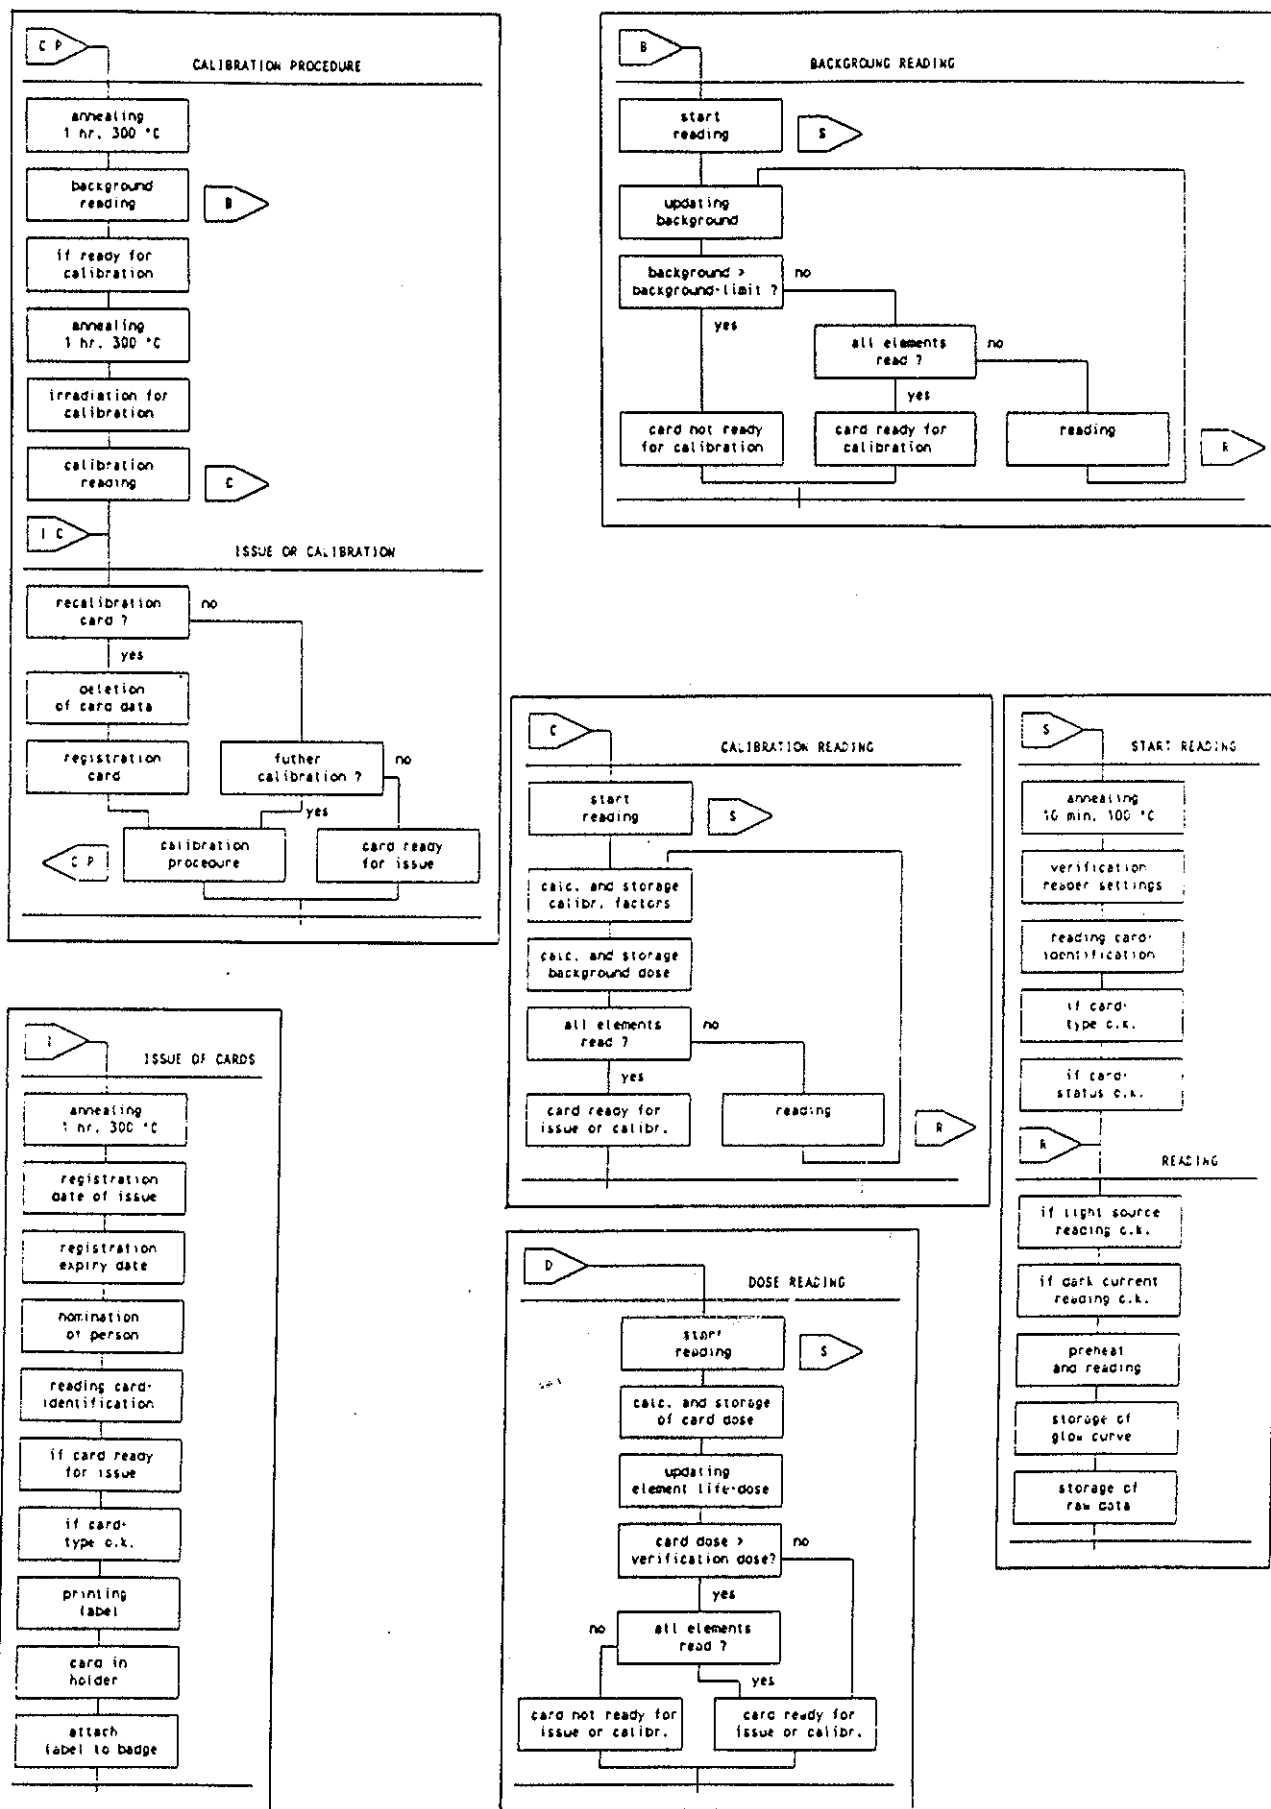 C P
CALIBRATION PROCEDURE
annealing
1 hr. 300 °C
background
reading
B
if ready for
calibration
annealing
1 hr. 300 °C
irradiation for
calibration
calibration
reading
C
I C
ISSUE OR CALIBRATION
recalibration
card ?
no
yes
deletion
of card data
registration
card
futher
calibration ?
no
yes
C P
calibration
procedure
card ready
for issue
B
BACKGROUND READING
start
reading
S
updating
background
background >
background-limit ?
no
yes
all elements
read ?
no
yes
card not ready
for calibration
card ready for
calibration
reading
R
C
CALIBRATION READING
start
reading
S
calc. and storage
calibr. factors
calc. and storage
background dose
all elements
read ?
no
yes
card ready for
issue or calibr.
reading
R
S
START READING
annealing
10 min. 100 °C
verification
reader settings
reading card-
identification
if card-
type o.k.
if card-
status o.k.
R
READING
if light source
reading o.k.
if dark current
reading o.k.
preheat
and reading
storage of
glow curve
storage of
raw data
I
ISSUE OF CARDS
annealing
1 hr. 300 °C
registration
date of issue
registration
expiry date
nomination
of person
reading card-
identification
if card ready
for issue
if card-
type o.k.
printing
label
card in
holder
attach
label to badge
D
DOSE READING
start
reading
S
calc. and storage
of card dose
updating
element life-dose
card dose >
verification dose?
no
yes
no
all elements
read ?
yes
card not ready for
issue or calibr.
card ready for
issue or calibr.